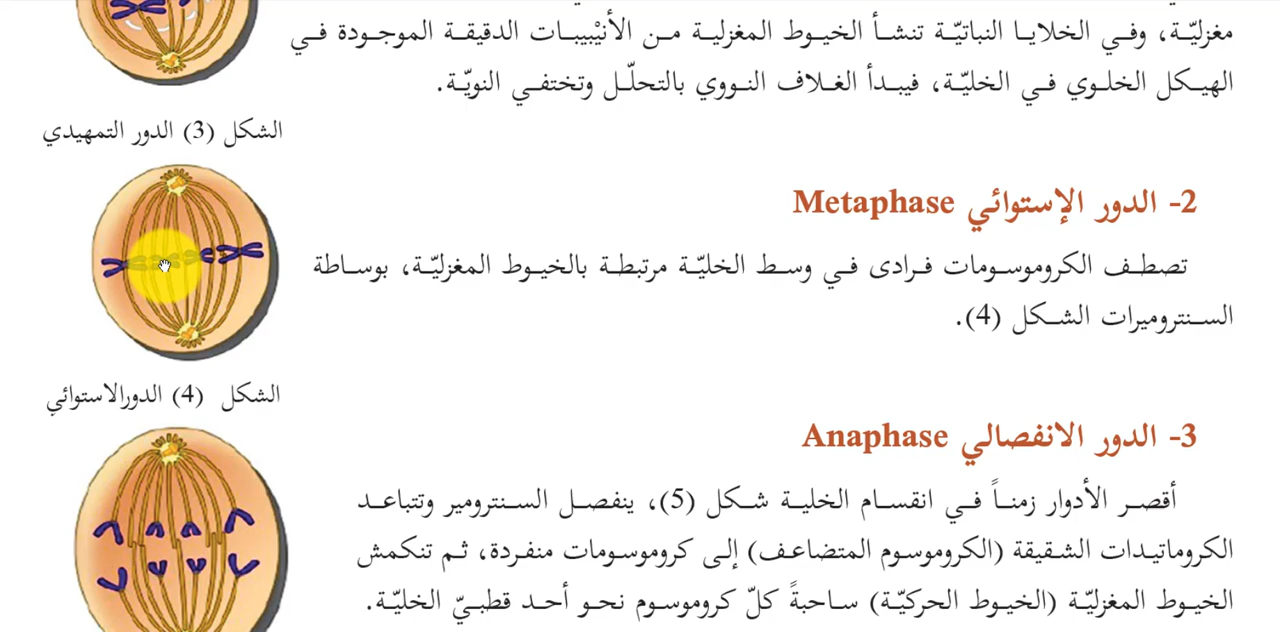 مغزليّة، وفي الخلايا النباتيّة تنشأ الخيوط المغزلية من الأنيْبيبات الدقيقة الموجودة في
الهيكل الخلوي في الخليّة، فيبدأ الغلاف النووي بالتحلّل وتختفي النويّة.
الشكل (3) الدور التمهيدي
2- الدور الإستوائي Metaphase
تصطف الكروموسومات فرادى في وسط الخليّة مرتبطة بالخيوط المغزليّة، بوساطة
السنتروميرات الشكل (4).
الشكل (4) الدورالاستوائي
3- الدور الانفصالي Anaphase
أقصر الأدوار زمناً في انقسام الخلية شكل (5)، ينفصل السنترومير وتتباعد
الكروماتيدات الشقيقة (الكروموسوم المتضاعف) إلى كروموسومات منفردة، ثم تنكمش
الخيوط المغزليّة (الخيوط الحركيّة) ساحبةً كلّ كروموسوم نحو أحد قطبيّ الخليّة.